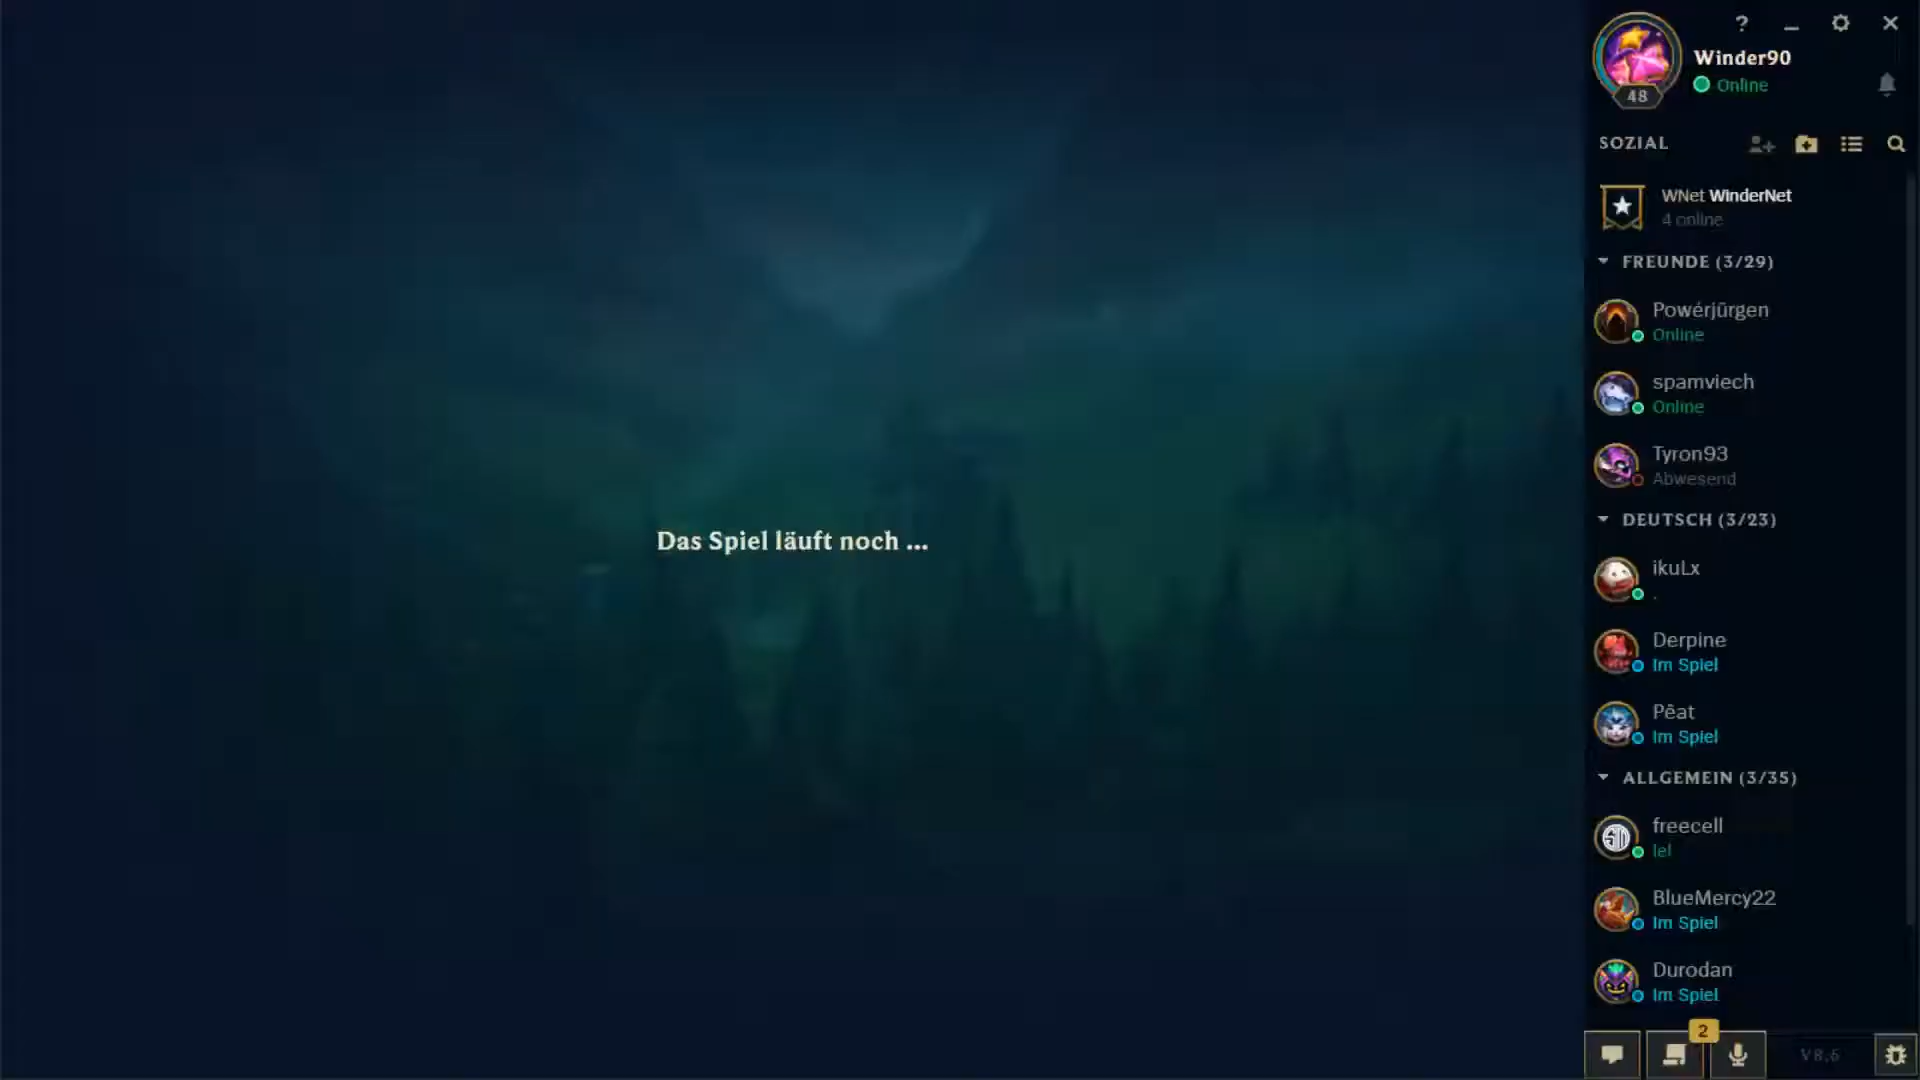 ?
Winder90
48
Online
SOZIAL
WNet WinderNet
4 online
FREUNDE (3/29)
Powérjürgen
Online
spamviech
Online
Tyron93
Abwesend
DEUTSCH (3/23)
ikuLx
.
Derpine
Im Spiel
Pêat
Im Spiel
ALLGEMEIN (3/35)
freecell
lel
BlueMercy22
Im Spiel
Durodan
Im Spiel
2
V8.6
Das Spiel läuft noch ...